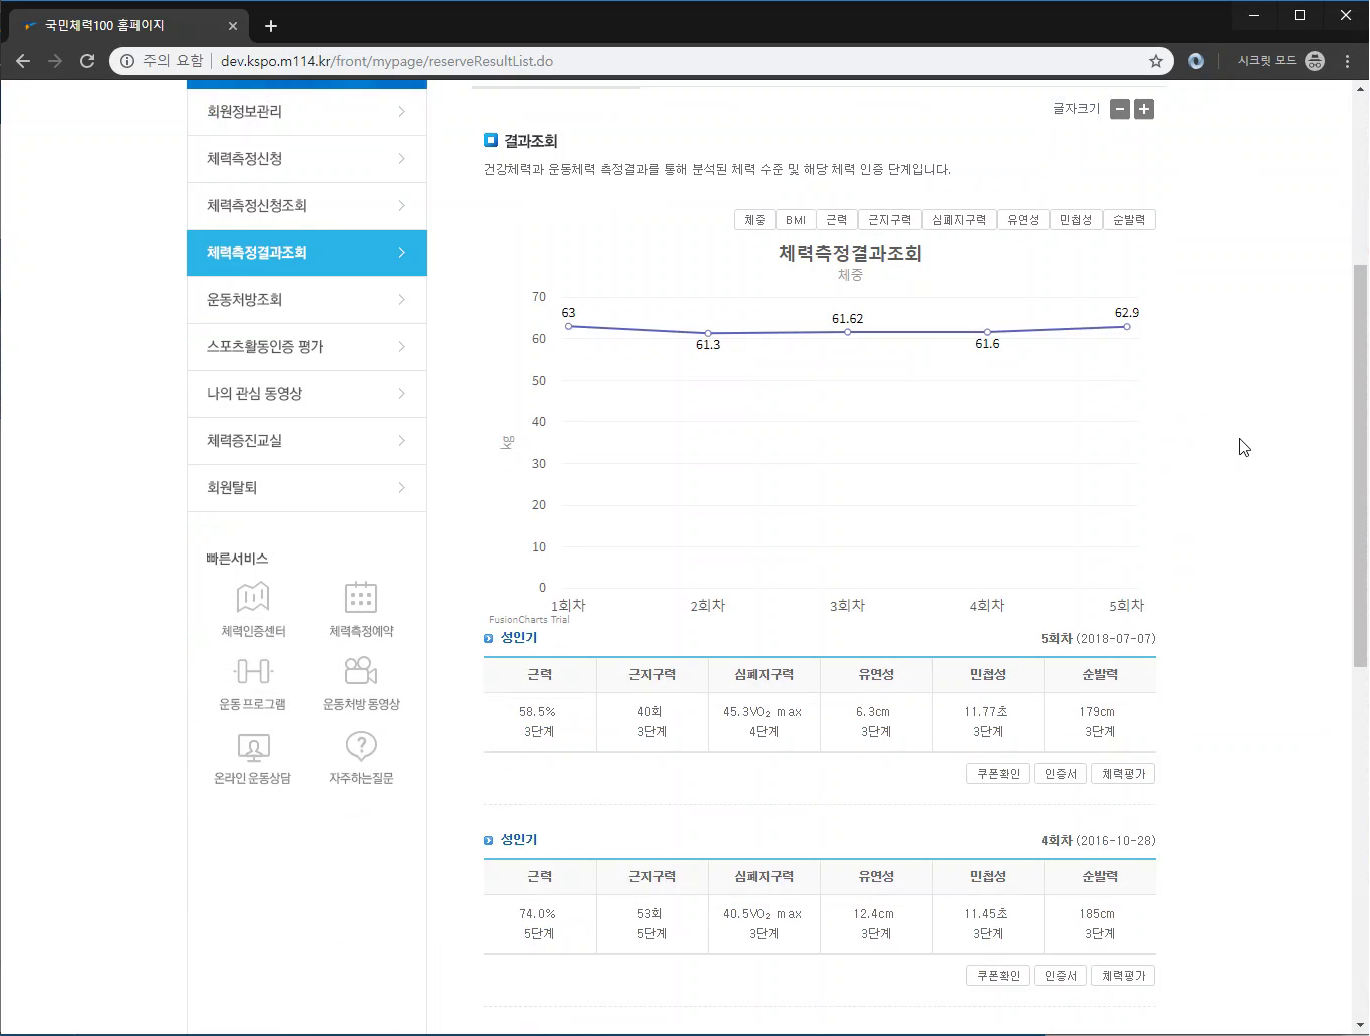 국민체력100 홈페이지
주의 요함 dev.kspo.m114.kr/front/mypage/reserveResultList.do 시크릿 모드
회원정보관리
체력측정신청
체력측정신청조회
체력측정결과조회
운동처방조회
스포츠활동인증 평가
나의 관심 동영상
체력증진교실
회원탈퇴
빠른서비스
체력인증센터 체력측정예약
운동 프로그램 운동처방 동영상
온라인 운동상담 자주하는질문
글자크기 - +
결과조회
건강체력과 운동체력 측정결과를 통해 분석된 체력 수준 및 해당 체력 인증 단계입니다.
체중 BMI 근력 근지구력 심폐지구력 유연성 민첩성 순발력
체력측정결과조회
체중
70
60
50
40
30
20
10
0
kg
63 61.3 61.62 61.6 62.9
1회차 2회차 3회차 4회차 5회차
FusionCharts Trial
성인기 5회차 (2018-07-07)
근력 근지구력 심폐지구력 유연성 민첩성 순발력
58.5% 40회 45.3VO₂ max 6.3cm 11.77초 179cm
3단계 3단계 4단계 3단계 3단계 3단계
쿠폰확인 인증서 체력평가
성인기 4회차 (2016-10-28)
근력 근지구력 심폐지구력 유연성 민첩성 순발력
74.0% 53회 40.5VO₂ max 12.4cm 11.45초 185cm
5단계 5단계 3단계 3단계 3단계 3단계
쿠폰확인 인증서 체력평가